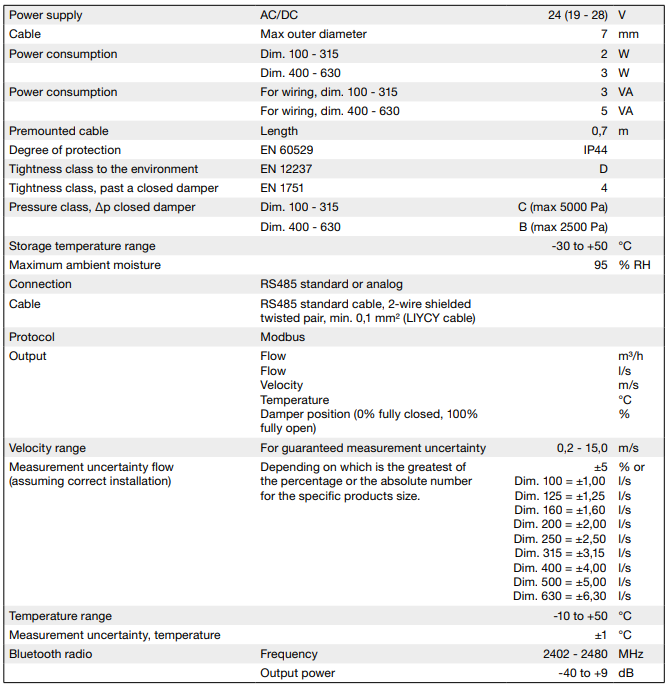 Power supply AC/DC 24 (19 - 28) V
Cable Max outer diameter 7 mm
Power consumption Dim. 100 - 315 2 W
Dim. 400 - 630 3 W
Power consumption For wiring, dim. 100 - 315 3 VA
For wiring, dim. 400 - 630 5 VA
Premounted cable Length 0,7 m
Degree of protection EN 60529 IP44
Tightness class to the environment EN 12237 D
Tightness class, past a closed damper EN 1751 4
Pressure class, Δp closed damper Dim. 100 - 315 C (max 5000 Pa)
Dim. 400 - 630 B (max 2500 Pa)
Storage temperature range -30 to +50 °C
Maximum ambient moisture 95 % RH
Connection RS485 standard or analog
Cable RS485 standard cable, 2-wire shielded
twisted pair, min. 0,1 mm² (LIYCY cable)
Protocol Modbus
Output Flow m³/h
Flow l/s
Velocity m/s
Temperature °C
Damper position (0% fully closed, 100% %
fully open)
Velocity range For guaranteed measurement uncertainty 0,2 - 15,0 m/s
Measurement uncertainty flow Depending on which is the greatest of ±5 % or
(assuming correct installation) the percentage or the absolute number Dim. 100 = ±1,00 l/s
for the specific products size. Dim. 125 = ±1,25 l/s
Dim. 160 = ±1,60 l/s
Dim. 200 = ±2,00 l/s
Dim. 250 = ±2,50 l/s
Dim. 315 = ±3,15 l/s
Dim. 400 = ±4,00 l/s
Dim. 500 = ±5,00 l/s
Dim. 630 = ±6,30 l/s
Temperature range -10 to +50 °C
Measurement uncertainty, temperature ±1 °C
Bluetooth radio Frequency 2402 - 2480 MHz
Output power -40 to +9 dB